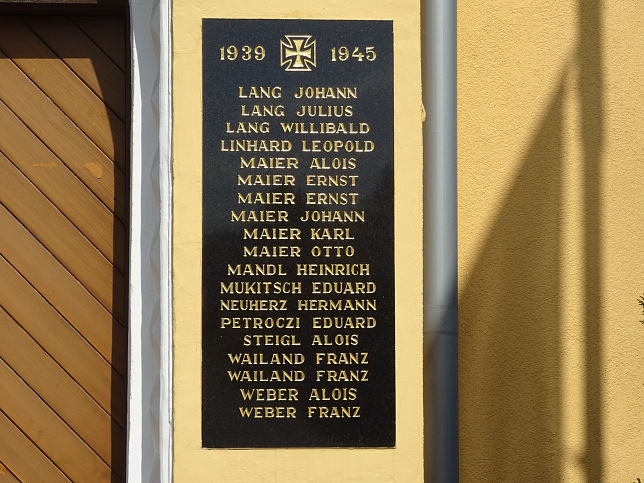 1939 1945
LANG JOHANN
LANG JULIUS
LANG WILLIBALD
LINHARD LEOPOLD
MAIER ALOIS
MAIER ERNST
MAIER ERNST
MAIER JOHANN
MAIER KARL
MAIER OTTO
MANDL HEINRICH
MUKITSCH EDUARD
NEUHERZ HERMANN
PETROCZI EDUARD
STEIGL ALOIS
WAILAND FRANZ
WAILAND FRANZ
WEBER ALOIS
WEBER FRANZ